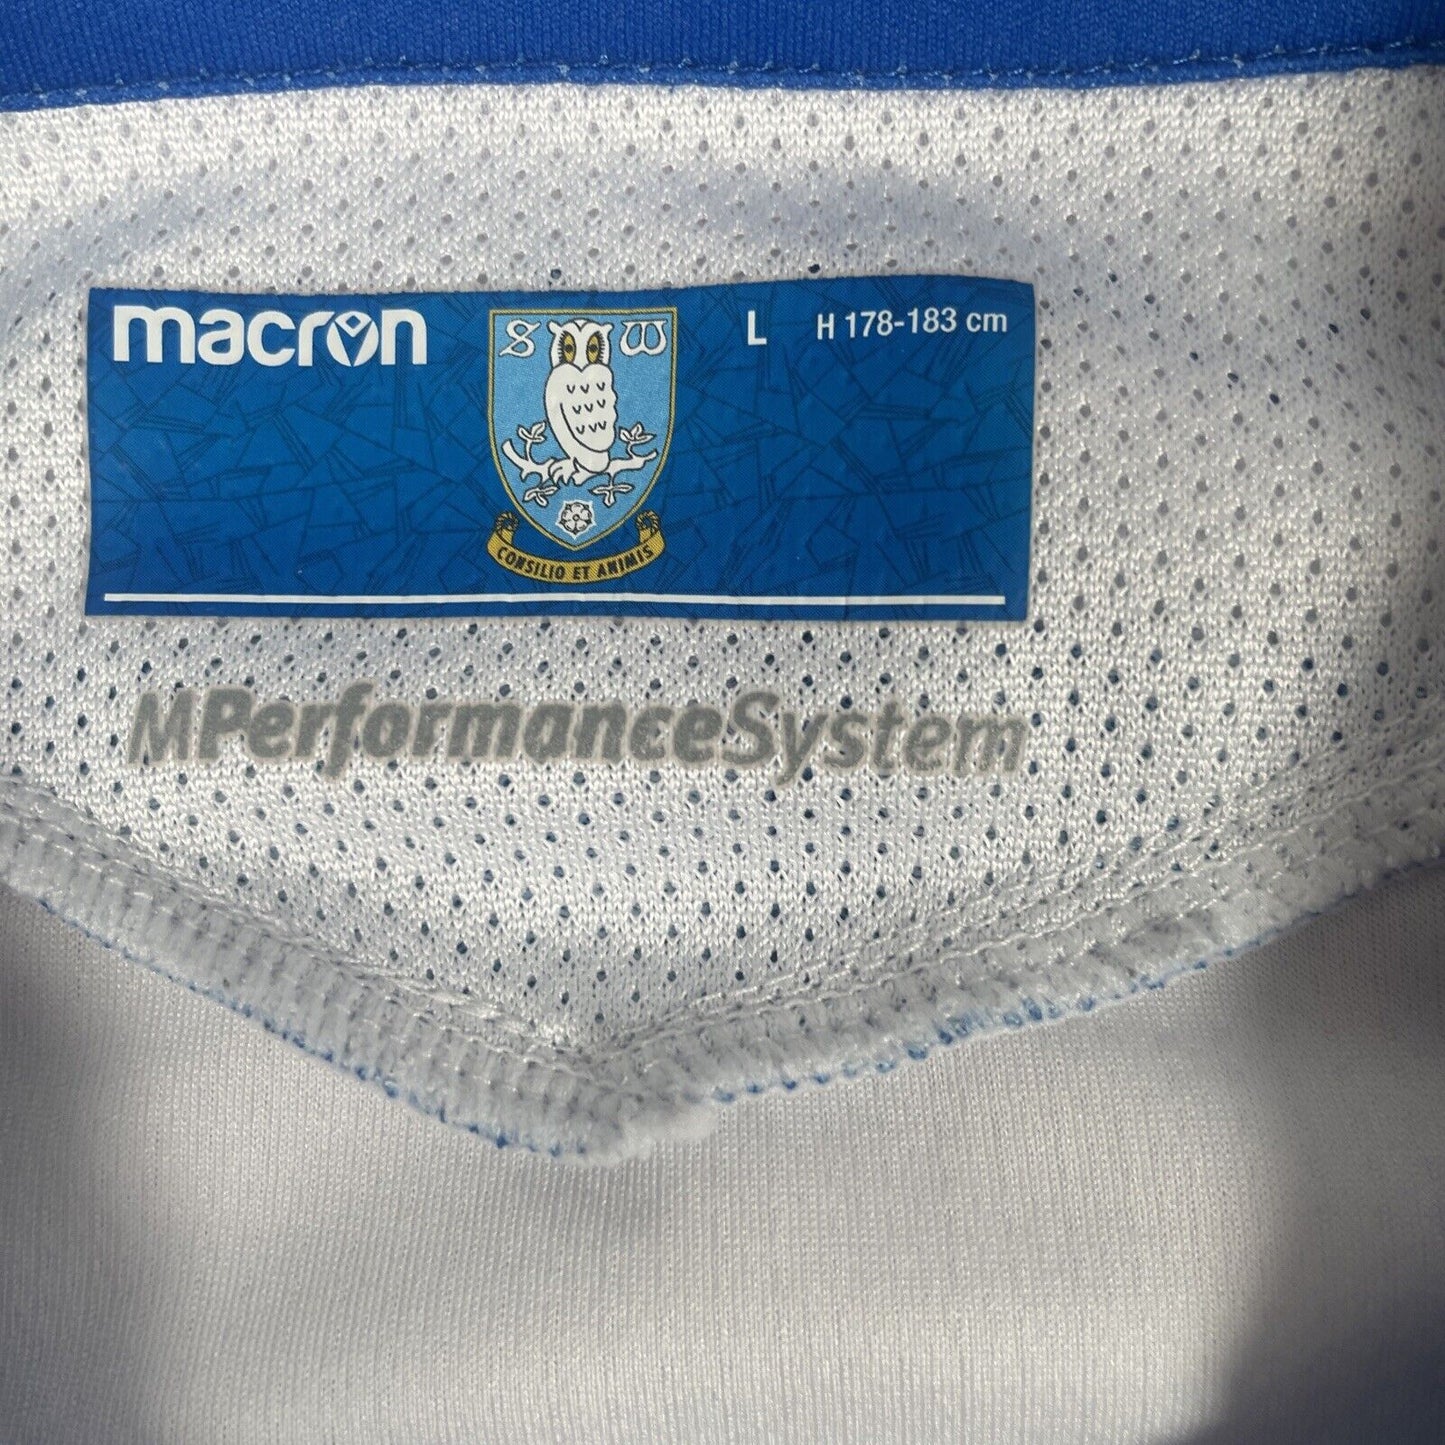 macron
S W
L H 178-183 cm
CONSILIO ET ANIMIS
MPerformanceSystem